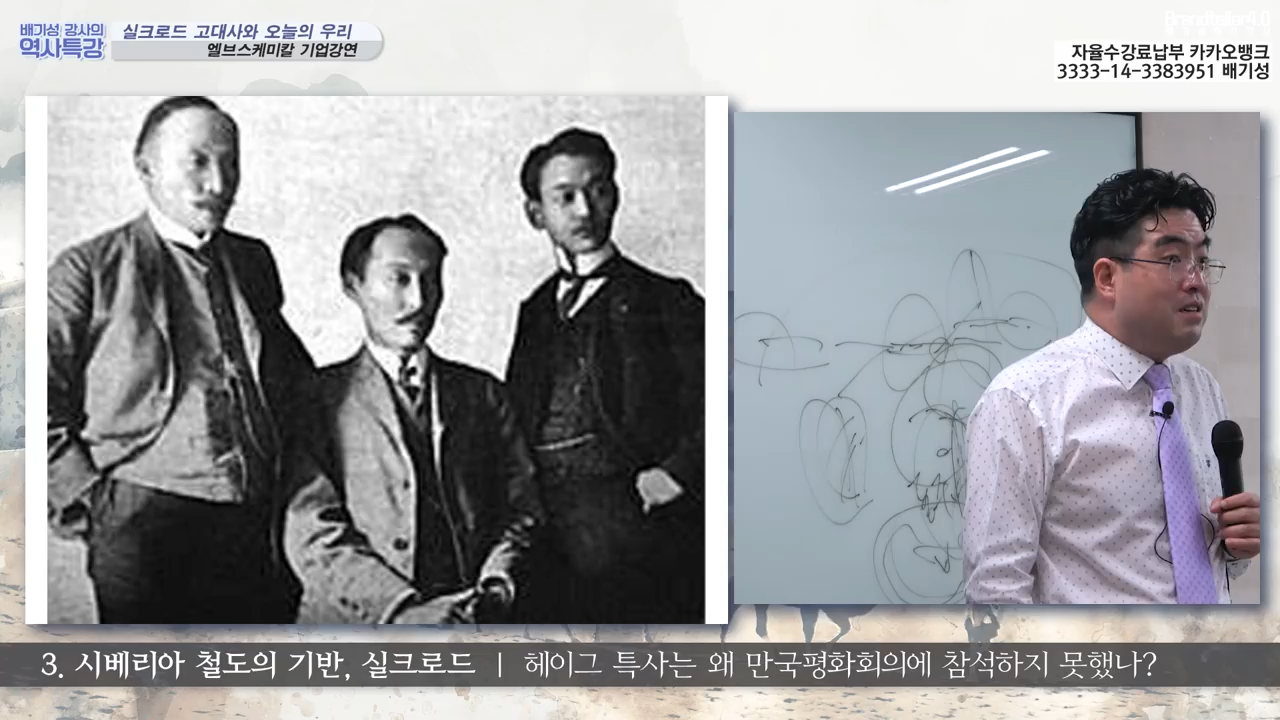 배기성 강사의
역사특강
실크로드 고대사와 오늘의 우리
엘브스케미칼 기업강연
Brandteller4.0
자율수강료납부 카카오뱅크
3333-14-3383951 배기성
3. 시베리아 철도의 기반, 실크로드 | 헤이그 특사는 왜 만국평화회의에 참석하지 못했나?